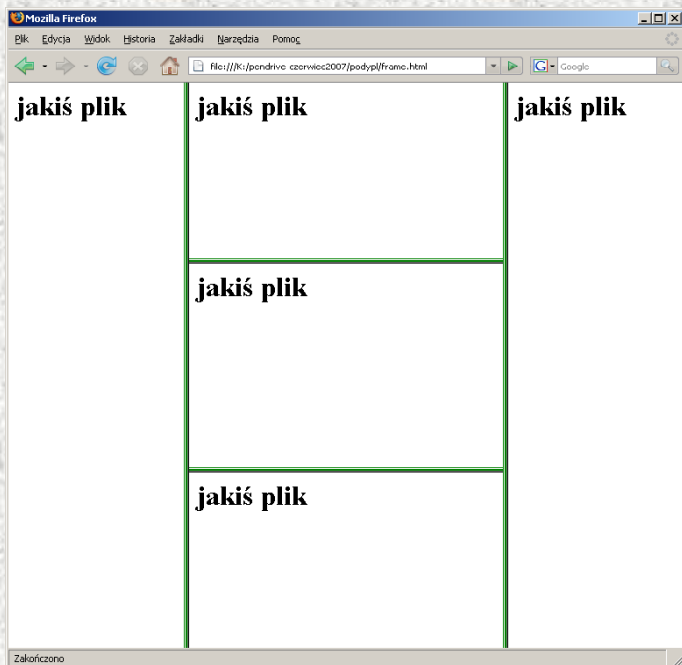 Mozilla Firefox
Plik Edycja Widok Historia Zakładki Narzędzia Pomoc
file:///K:/pendrive czerwiec2007/podypl/frame.html
G Google
jakiś plik
jakiś plik
jakiś plik
jakiś plik
jakiś plik
Zakończono